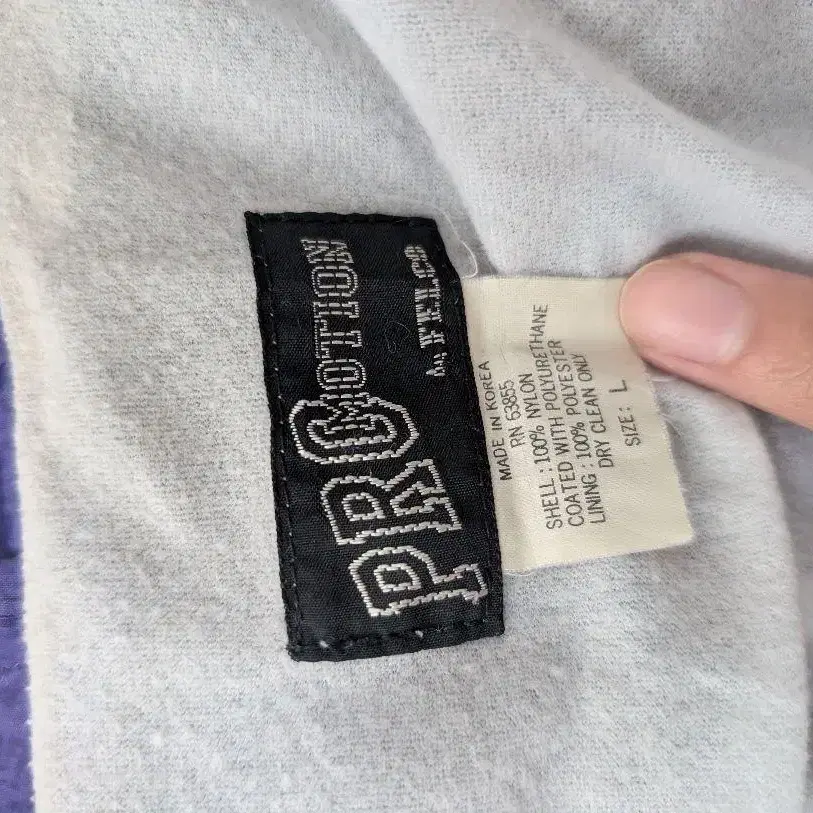 PRO MOTION
MADE IN KOREA
RN 63855
SHELL : 100% NYLON
COATED WITH POLYURETHANE
LINING : 100% POLYESTER
DRY CLEAN ONLY
SIZE : L